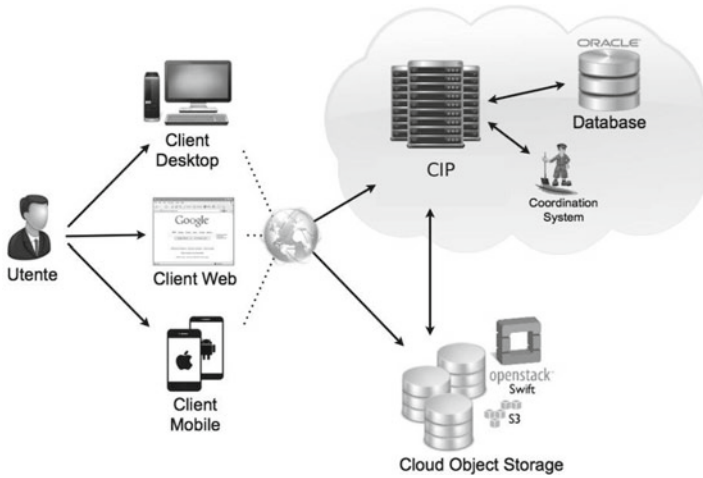 ORACLE
Database
CIP
Coordination
System
Client
Desktop
Google
Client Web
Utente
Client
Mobile
openstack
Swift
S3
Cloud Object Storage